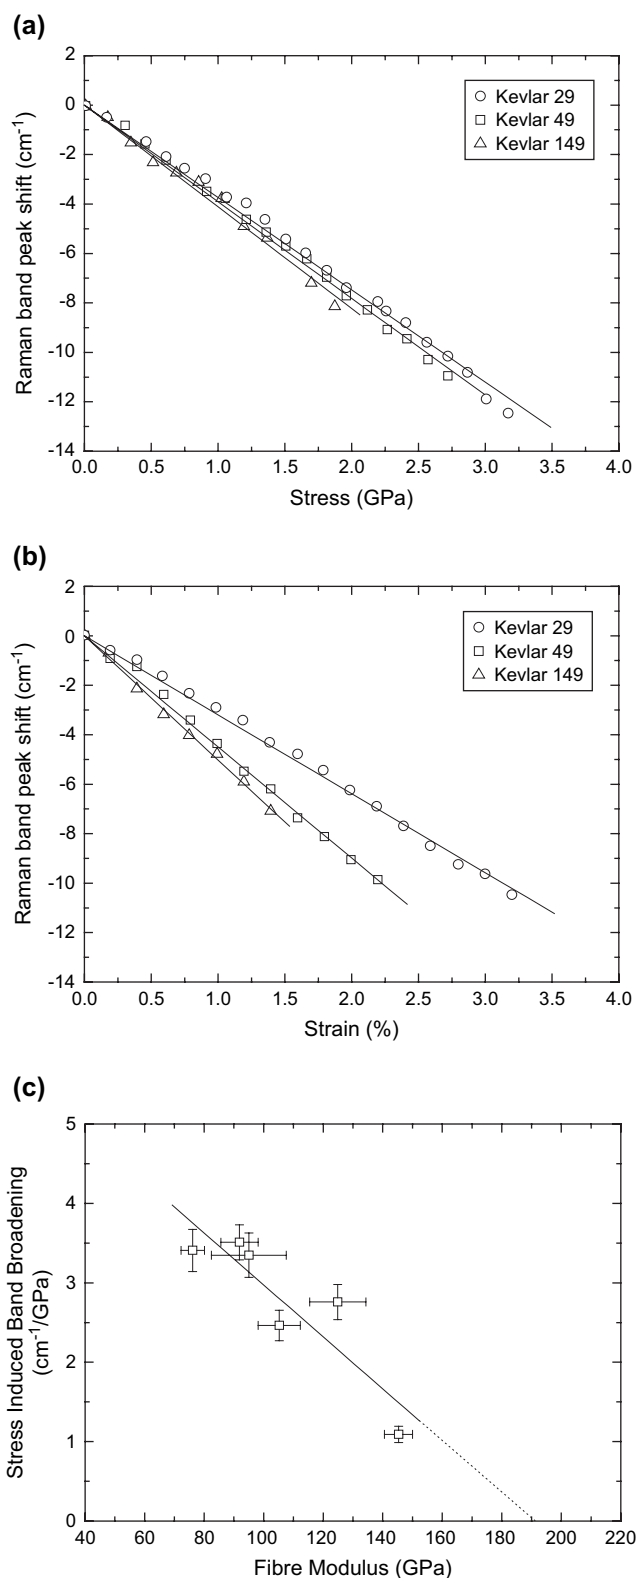 (a)
2
0
-2
-4
-6
-8
-10
-12
-14
Raman band peak shift (cm⁻¹)
Kevlar 29
Kevlar 49
Kevlar 149
0.0 0.5 1.0 1.5 2.0 2.5 3.0 3.5 4.0
Stress (GPa)
(b)
2
0
-2
-4
-6
-8
-10
-12
-14
Raman band peak shift (cm⁻¹)
Kevlar 29
Kevlar 49
Kevlar 149
0.0 0.5 1.0 1.5 2.0 2.5 3.0 3.5 4.0
Strain (%)
(c)
5
4
3
2
1
0
Stress Induced Band Broadening
(cm⁻¹/GPa)
40 60 80 100 120 140 160 180 200 220
Fibre Modulus (GPa)